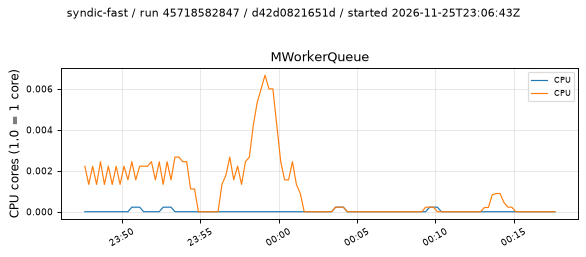 syndic-fast / run 45718582847 / d42d0821651d / started 2026-11-25T23:06:43Z
MWorkerQueue
CPU cores (1.0 = 1 core)
0.006
0.004
0.002
0.000
CPU
CPU
23:50
23:55
00:00
00:05
00:10
00:15